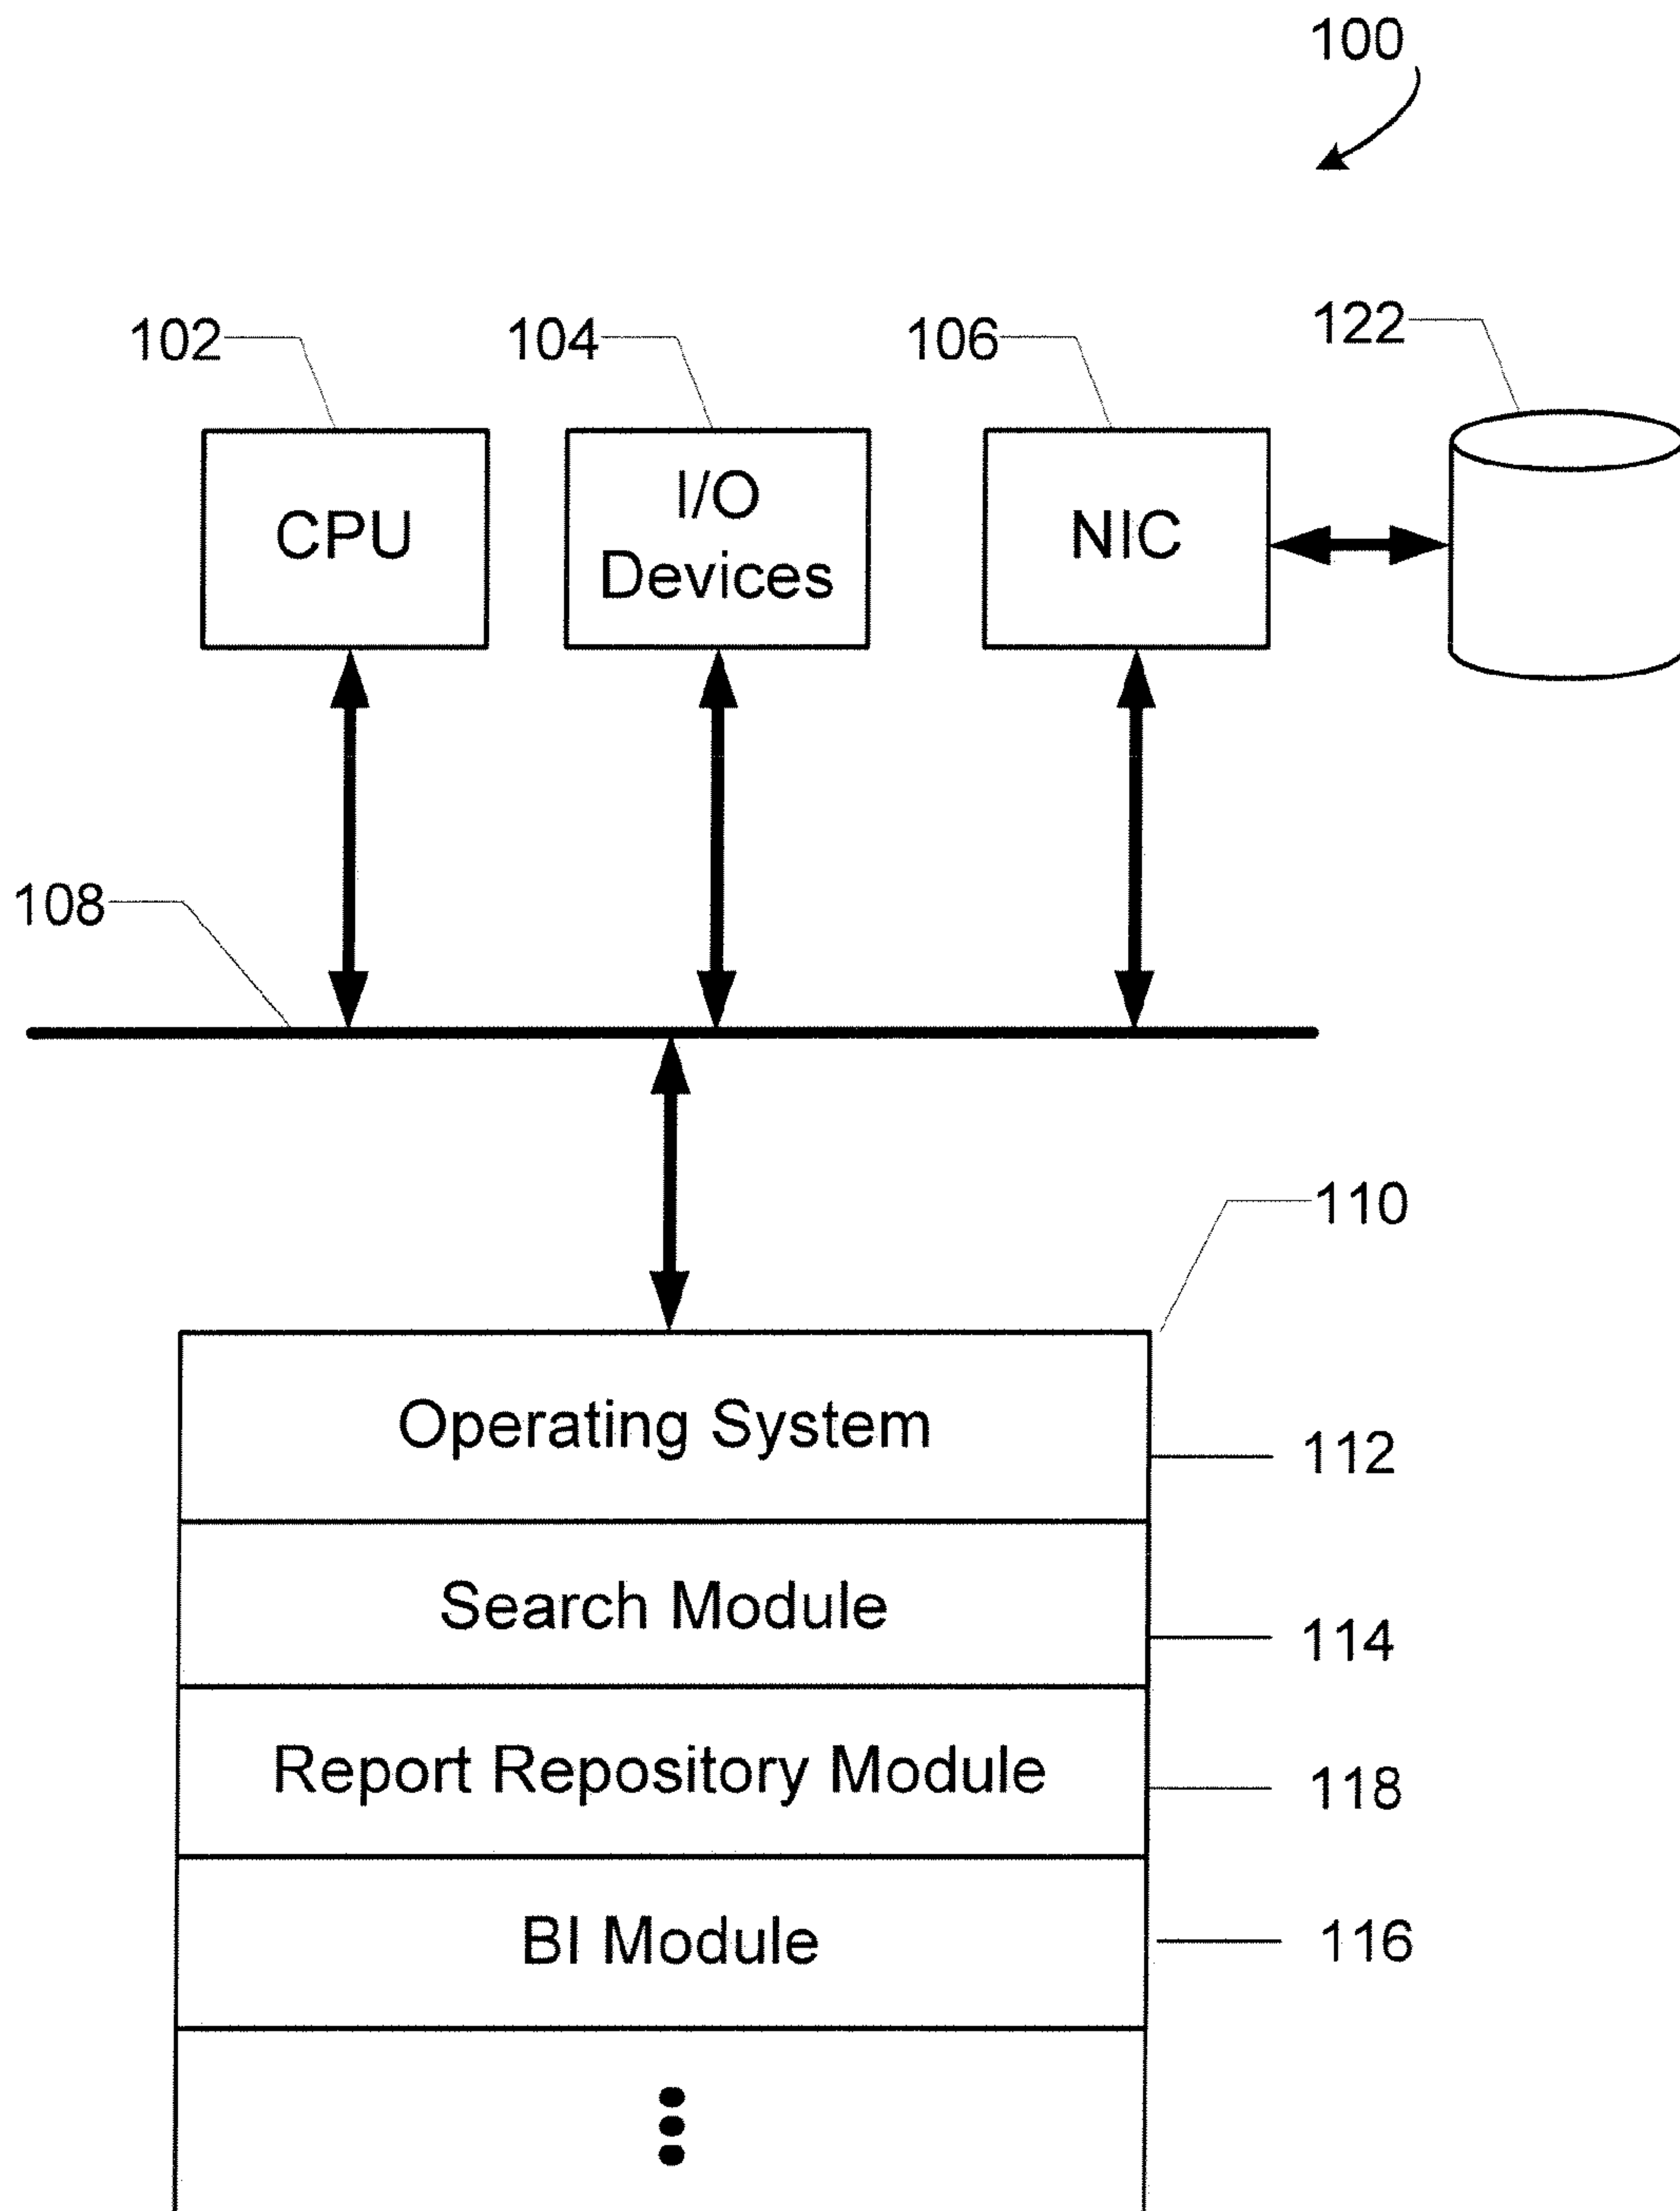 100
102
104
106
122
CPU
I/O
Devices
NIC
108
110
Operating System
112
Search Module
114
Report Repository Module
118
BI Module
116